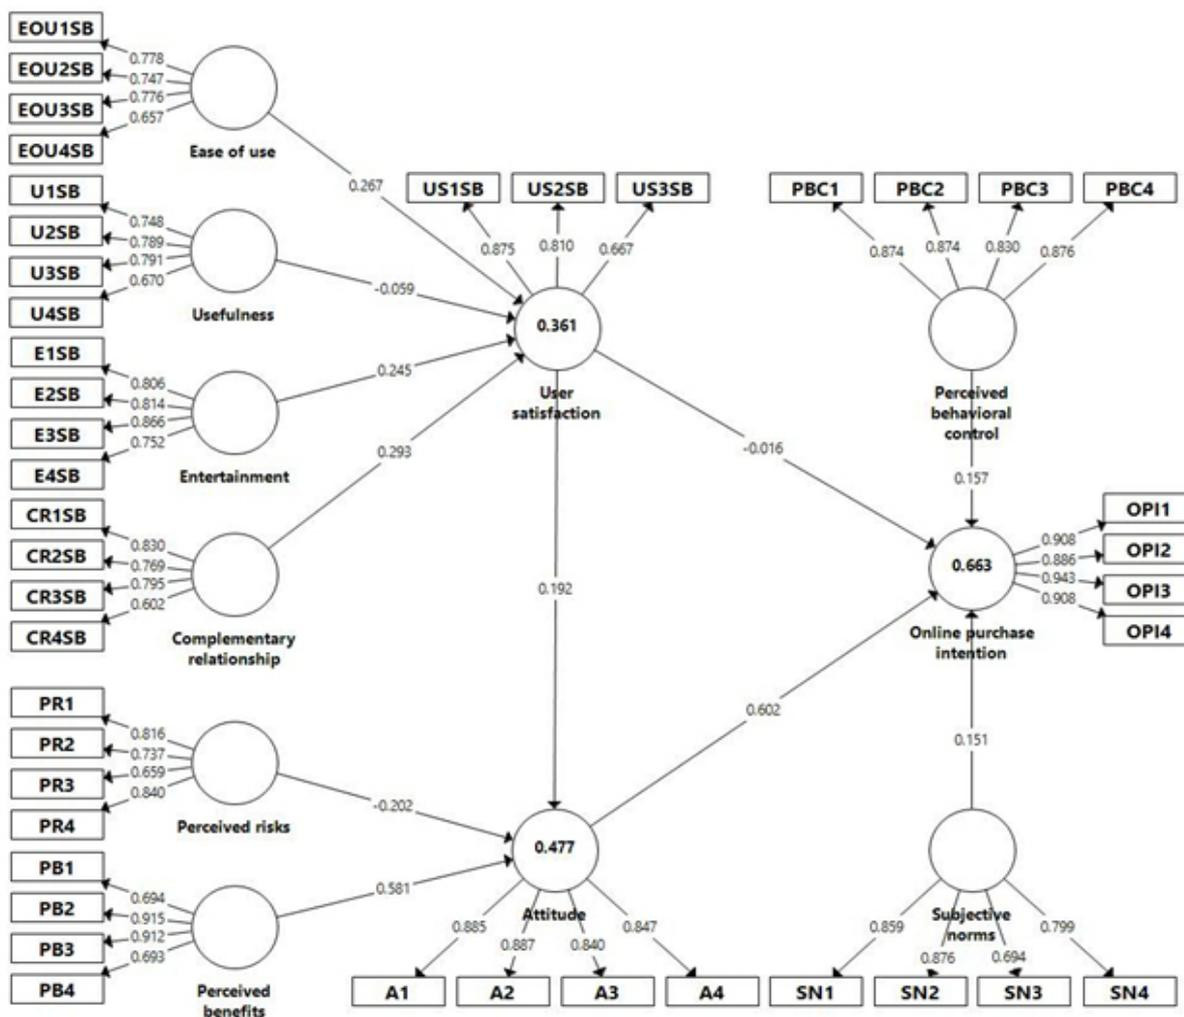 EOU1SB
EOU2SB
EOU3SB
EOU4SB
0.778
0.747
0.776
0.657
Ease of use
U1SB
U2SB
U3SB
U4SB
0.748
0.789
0.791
0.670
Usefulness
E1SB
E2SB
E3SB
E4SB
0.806
0.814
0.866
0.752
Entertainment
CR1SB
CR2SB
CR3SB
CR4SB
0.830
0.769
0.795
0.602
Complementary
relationship
PR1
PR2
PR3
PR4
0.816
0.737
0.659
0.840
Perceived risks
PB1
PB2
PB3
PB4
0.694
0.915
0.912
0.693
Perceived
benefits
0.267
-0.059
0.245
0.293
US1SB
US2SB
US3SB
0.875
0.810
0.667
0.361
User
satisfaction
0.192
-0.016
-0.202
0.581
0.477
Attitude
0.885
0.887
0.840
0.847
A1
A2
A3
A4
0.602
PBC1
PBC2
PBC3
PBC4
0.874
0.874
0.830
0.876
Perceived
behavioral
control
0.157
0.663
Online purchase
intention
0.908
0.886
0.943
0.908
OPI1
OPI2
OPI3
OPI4
0.151
Subjective
norms
0.859
0.876
0.694
0.799
SN1
SN2
SN3
SN4